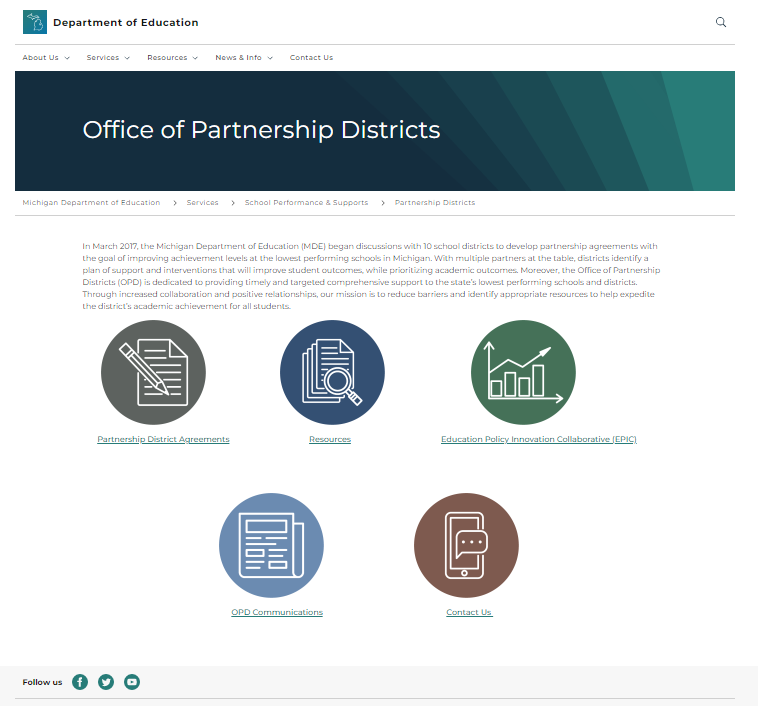 Department of Education
About Us
Services
Resources
News & Info
Contact Us
Office of Partnership Districts
Michigan Department of Education > Services > School Performance & Supports > Partnership Districts
In March 2017, the Michigan Department of Education (MDE) began discussions with 10 school districts to develop partnership agreements with
the goal of improving achievement levels at the lowest performing schools in Michigan. With multiple partners at the table, districts identify a
plan of support and interventions that will improve student outcomes, while prioritizing academic outcomes. Moreover, the Office of Partnership
Districts (OPD) is dedicated to providing timely and targeted comprehensive support to the state's lowest performing schools and districts.
Through increased collaboration and positive relationships, our mission is to reduce barriers and identify appropriate resources to help expedite
the district's academic achievement for all students.
Partnership District Agreements
Resources
Education Policy Innovation Collaborative (EPIC)
OPD Communications
Contact Us
Follow us